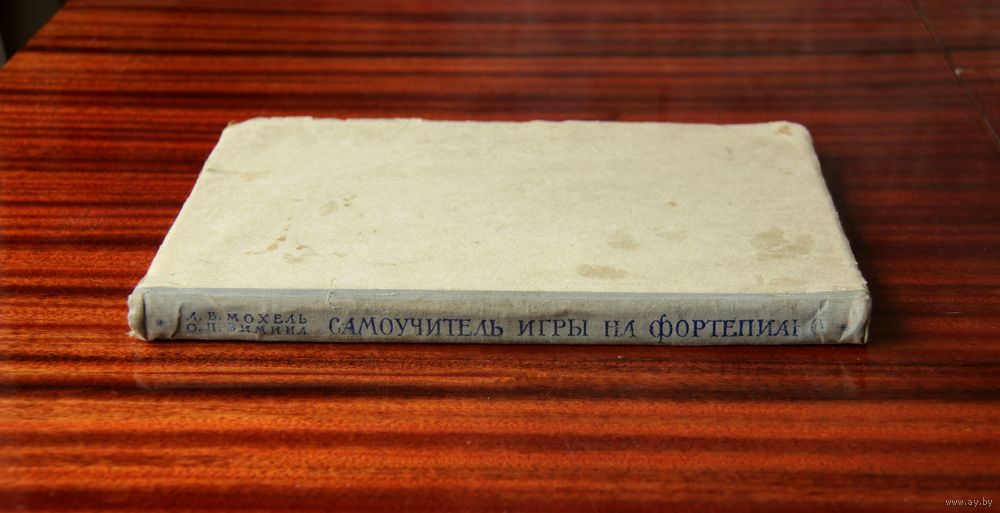 Л. В. МОХЕЛЬ
О. П. ЗИМИНА
САМОУЧИТЕЛЬ ИГРЫ НА ФОРТЕПИАНО
www.ay.by